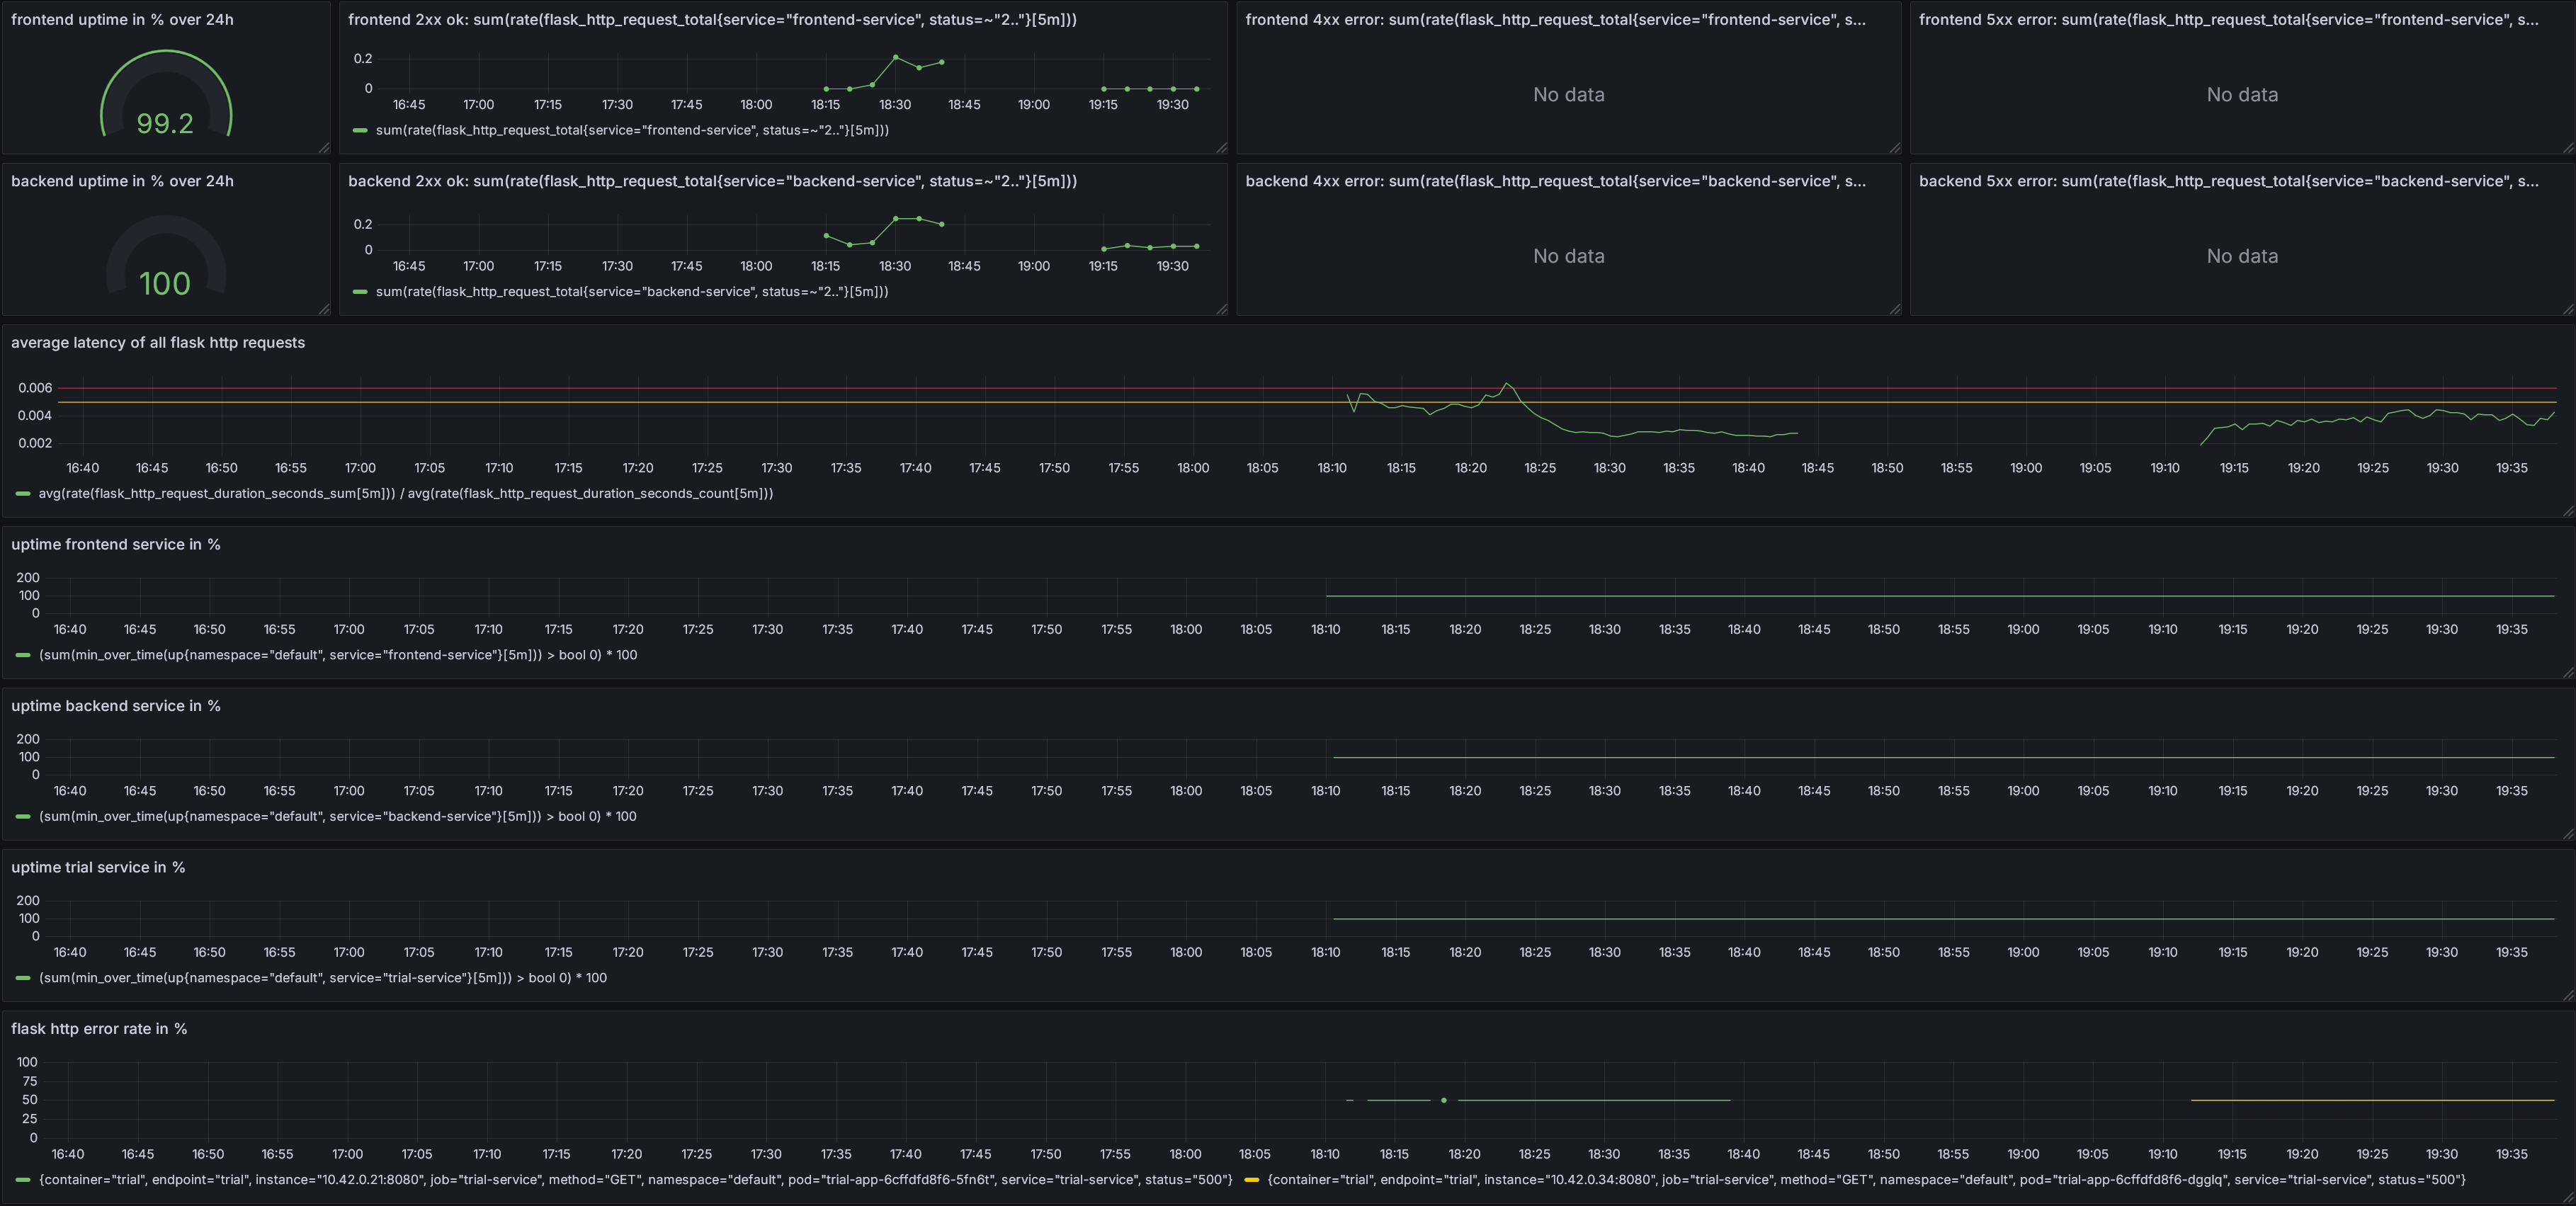 frontend uptime in % over 24h
99.2
frontend 2xx ok: sum(rate(flask_http_request_total{service="frontend-service", status=~"2.."}[5m]))
0.2
0
16:45 17:00 17:15 17:30 17:45 18:00 18:15 18:30 18:45 19:00 19:15 19:30
sum(rate(flask_http_request_total{service="frontend-service", status=~"2.."}[5m]))
frontend 4xx error: sum(rate(flask_http_request_total{service="frontend-service", s...
No data
frontend 5xx error: sum(rate(flask_http_request_total{service="frontend-service", s...
No data
backend uptime in % over 24h
100
backend 2xx ok: sum(rate(flask_http_request_total{service="backend-service", status=~"2.."}[5m]))
0.2
0
16:45 17:00 17:15 17:30 17:45 18:00 18:15 18:30 18:45 19:00 19:15 19:30
sum(rate(flask_http_request_total{service="backend-service", status=~"2.."}[5m]))
backend 4xx error: sum(rate(flask_http_request_total{service="backend-service", s...
No data
backend 5xx error: sum(rate(flask_http_request_total{service="backend-service", s...
No data
average latency of all flask http requests
0.006
0.004
0.002
16:40 16:45 16:50 16:55 17:00 17:05 17:10 17:15 17:20 17:25 17:30 17:35 17:40 17:45 17:50 17:55 18:00 18:05 18:10 18:15 18:20 18:25 18:30 18:35 18:40 18:45 18:50 18:55 19:00 19:05 19:10 19:15 19:20 19:25 19:30 19:35
avg(rate(flask_http_request_duration_seconds_sum[5m])) / avg(rate(flask_http_request_duration_seconds_count[5m]))
uptime frontend service in %
200
100
0
16:40 16:45 16:50 16:55 17:00 17:05 17:10 17:15 17:20 17:25 17:30 17:35 17:40 17:45 17:50 17:55 18:00 18:05 18:10 18:15 18:20 18:25 18:30 18:35 18:40 18:45 18:50 18:55 19:00 19:05 19:10 19:15 19:20 19:25 19:30 19:35
(sum(min_over_time(up{namespace="default", service="frontend-service"}[5m])) > bool 0) * 100
uptime backend service in %
200
100
0
16:40 16:45 16:50 16:55 17:00 17:05 17:10 17:15 17:20 17:25 17:30 17:35 17:40 17:45 17:50 17:55 18:00 18:05 18:10 18:15 18:20 18:25 18:30 18:35 18:40 18:45 18:50 18:55 19:00 19:05 19:10 19:15 19:20 19:25 19:30 19:35
(sum(min_over_time(up{namespace="default", service="backend-service"}[5m])) > bool 0) * 100
uptime trial service in %
200
100
0
16:40 16:45 16:50 16:55 17:00 17:05 17:10 17:15 17:20 17:25 17:30 17:35 17:40 17:45 17:50 17:55 18:00 18:05 18:10 18:15 18:20 18:25 18:30 18:35 18:40 18:45 18:50 18:55 19:00 19:05 19:10 19:15 19:20 19:25 19:30 19:35
(sum(min_over_time(up{namespace="default", service="trial-service"}[5m])) > bool 0) * 100
flask http error rate in %
100
75
50
25
0
16:40 16:45 16:50 16:55 17:00 17:05 17:10 17:15 17:20 17:25 17:30 17:35 17:40 17:45 17:50 17:55 18:00 18:05 18:10 18:15 18:20 18:25 18:30 18:35 18:40 18:45 18:50 18:55 19:00 19:05 19:10 19:15 19:20 19:25 19:30 19:35
{container="trial", endpoint="trial", instance="10.42.0.21:8080", job="trial-service", method="GET", namespace="default", pod="trial-app-6cffdfd8f6-5fn6t", service="trial-service", status="500"} {container="trial", endpoint="trial", instance="10.42.0.34:8080", job="trial-service", method="GET", namespace="default", pod="trial-app-6cffdfd8f6-dgglq", service="trial-service", status="500"}